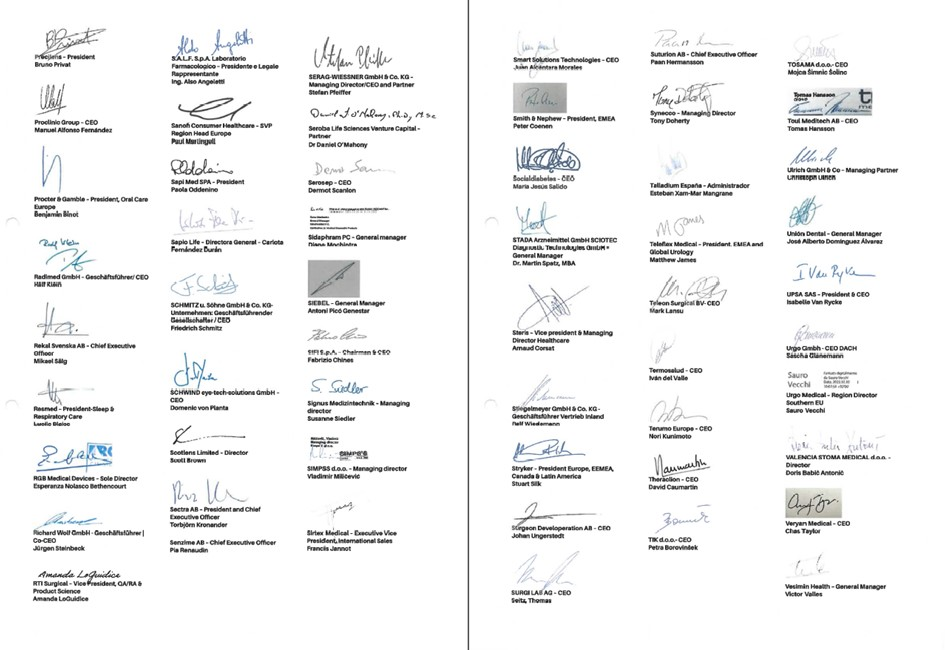 Precijens - President
Bruno Privat
Proclinic Group - CEO
Manuel Alfonso Fernández
Procter & Gamble - President, Oral Care
Europe
Benjamin Binot
Radimed GmbH - Geschäftsführer/ CEO
Ralf Klein
Rekal Svenska AB - Chief Executive
Officer
Mikael Sälg
Resmed - President-Sleep &
Respiratory Care
RGB Medical Devices - Sole Director
Esperanza Nolasco Bethencourt
Richard Wolf GmbH - Geschäftsführer |
Co-CEO
Jürgen Steinbeck
Amanda LoGuidice
RTI Surgical - Vice President, QA/RA &
Product Science
Amanda LoGuidice
Aldo Angeletti
S.A.L.F. S.p.A. Laboratorio
Farmacologico - Presidente e Legale
Rappresentante
Ing. Also Angeletti
Sanofi Consumer Healthcare - SVP
Region Head Europe
Paul Martingell
Sapi Med SPA - President
Paola Oddenino
Sapio Life - Directora General - Carlota
Fernández Durán
SCHMITZ u. Söhne GmbH & Co. KG-
Unternehmen: Geschäftsführender
Gesellschafter / CEO
Friedrich Schmitz
SCHWIND eye-tech-solutions GmbH -
CEO
Domenic von Planta
Scotlens Limited - Director
Scott Brown
Sectra AB - President and Chief
Executive Officer
Torbjörn Kronander
Senzime AB - Chief Executive Officer
Pia Renaudin
Stefan Pfeiffer
SERAG-WIESSNER GmbH & Co. KG -
Managing Director/CEO and Partner
Stefan Pfeiffer
Daniel J O'Mahony, Ph.D, M.Sc
Seroba Life Sciences Venture Capital -
Partner
Dr Daniel O'Mahony
Serosep - CEO
Dermot Scanlon
Sidapharm PC - General manager
SIEBEL - General Manager
Antoni Picó Genestar
SIFI S.p.A. - Chairman & CEO
Fabrizio Chines
S. Siedler
Signus Medizintechnik - Managing
director
Susanne Siedler
SIMPSS
SIMPSS d.o.o. - Managing director
Vladimir Milićević
Sirtex Medical - Executive Vice
President, International Sales
Francis Jannot
Smart Solutions Technologies - CEO
Juan Alcantara Morales
Smith & Nephew - President, EMEA
Peter Coenen
Socialdiabetes - CEO
Maria Jesús Salido
STADA Arzneimittel GmbH SCIOTEC
Diagnostic Technologies GmbH -
General Manager
Dr. Martin Spatz, MBA
Steris - Vice president & Managing
Director Healthcare
Arnaud Corsat
Stiegelmeyer GmbH & Co. KG -
Geschäftsführer Vertrieb Inland
Ralf Wiedemann
Stryker - President Europe, EEMEA,
Canada & Latin America
Stuart Silk
Surgeon Developeration AB - CEO
Johan Ungerstedt
SURGI LAB AG - CEO
Seitz, Thomas
Suturion AB - Chief Executive Officer
Paan Hermansson
Tony Doherty
Synecco - Managing Director
Tony Doherty
Talladium España - Administrador
Esteban Xam-Mar Mangrane
M James
Teleflex Medical - President. EMEA and
Global Urology
Matthew James
Teleon Surgical BV- CEO
Mark Lansu
Termosalud - CEO
Iván del Valle
Terumo Europe - CEO
Nori Kunimoto
Theraclion - CEO
David Caumartin
TIK d.o.o.- CEO
Petra Borovinšek
TOSAMA d.o.o.- CEO
Mojca Šimnic Šolinc
Tomas Hansson
Toul Meditech AB - CEO
Tomas Hansson
Ulrich GmbH & Co - Managing Partner
Christoph Ulrich
Unión Dental - General Manager
José Alberto Domínguez Álvarez
I Van Rycke
UPSA SAS - President & CEO
Isabelle Van Rycke
Urgo Gmbh - CEO DACH
Sascha Glanemann
Sauro
Vecchi
Urgo Medical - Region Director
Southern EU
Sauro Vecchi
VALENCIA STOMA MEDICAL d.o.o. -
Director
Doris Babić Antonić
Veryan Medical - CEO
Chas Taylor
Vesimin Health - General Manager
Victor Valles